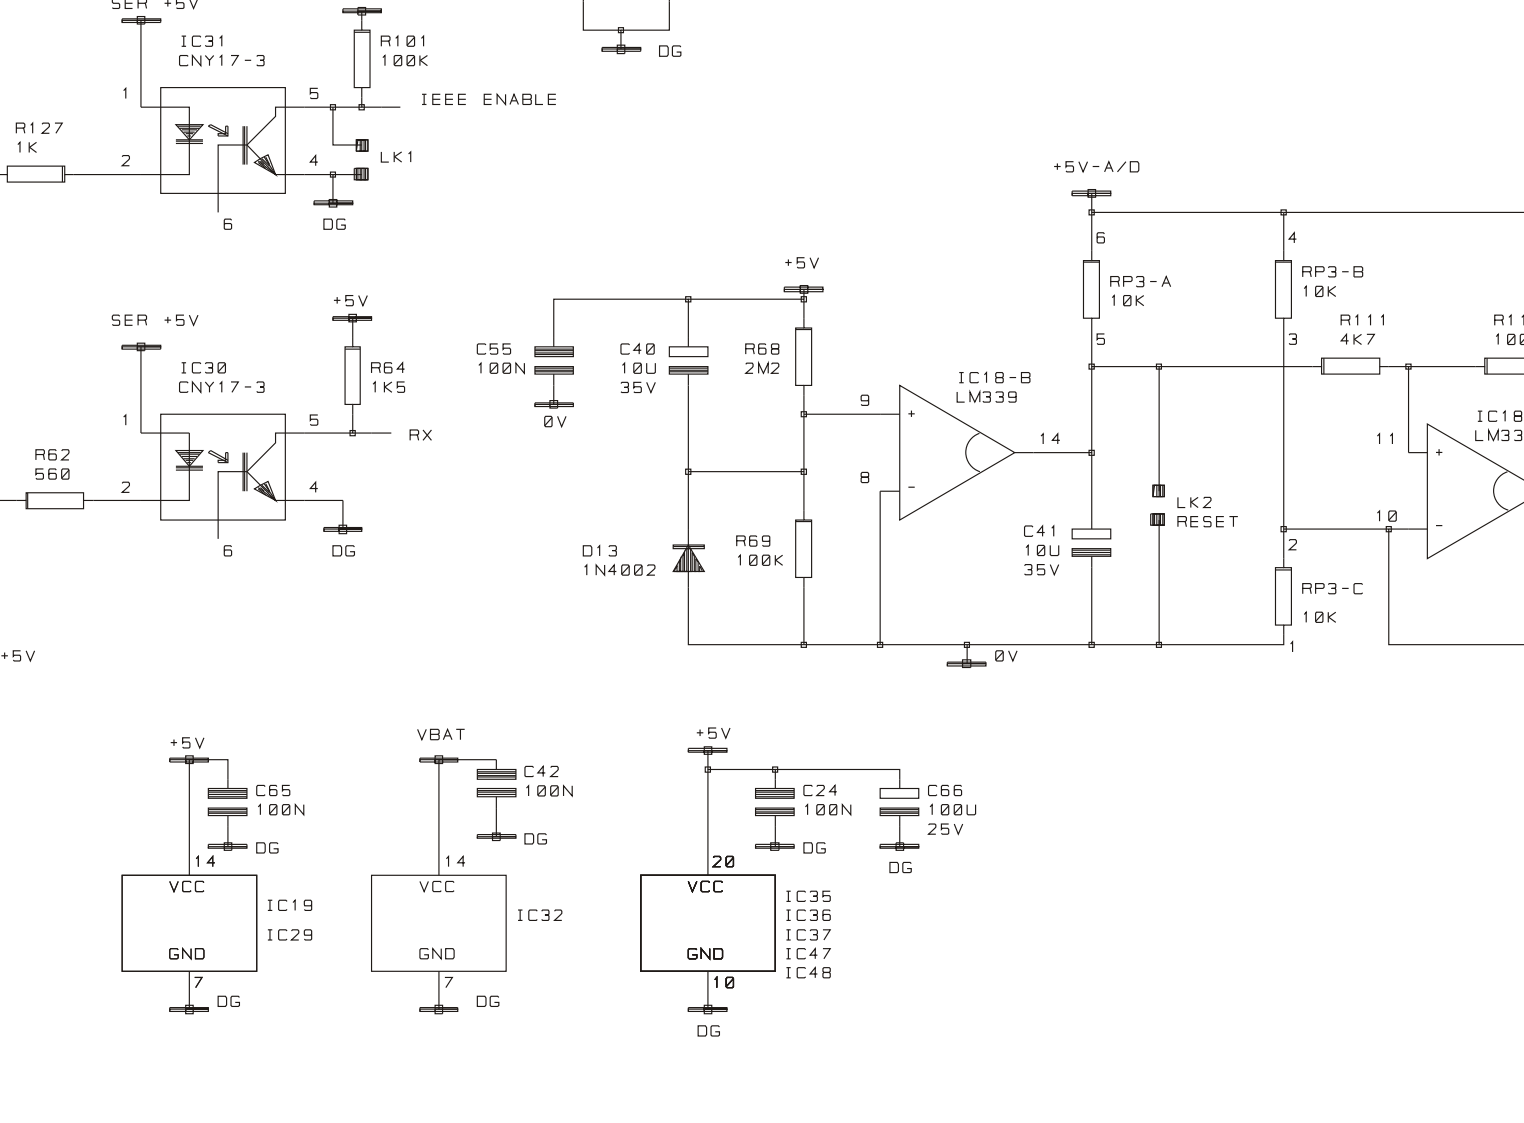 SER +5V
IC31
CNY17-3
R101
100K
1
5
IEEE ENABLE
R127
1K
2
4
LK1
6
DG
DG
SER +5V
+5V
IC30
CNY17-3
R64
1K5
1
5
RX
R62
560
2
4
6
DG
+5V
+5V
C55
100N
0V
C40
10U
35V
R68
2M2
9
+
8
-
IC18-B
LM339
14
D13
1N4002
R69
100K
0V
+5V-A/D
6
RP3-A
10K
5
4
RP3-B
10K
3
R111
4K7
C41
10U
35V
LK2
RESET
11
+
10
-
2
RP3-C
10K
1
+5V
C65
100N
DG
14
VCC
GND
7
DG
IC19
IC29
VBAT
C42
100N
DG
14
VCC
GND
7
DG
IC32
+5V
C24
100N
DG
C66
100U
25V
DG
20
VCC
GND
10
DG
IC35
IC36
IC37
IC47
IC48